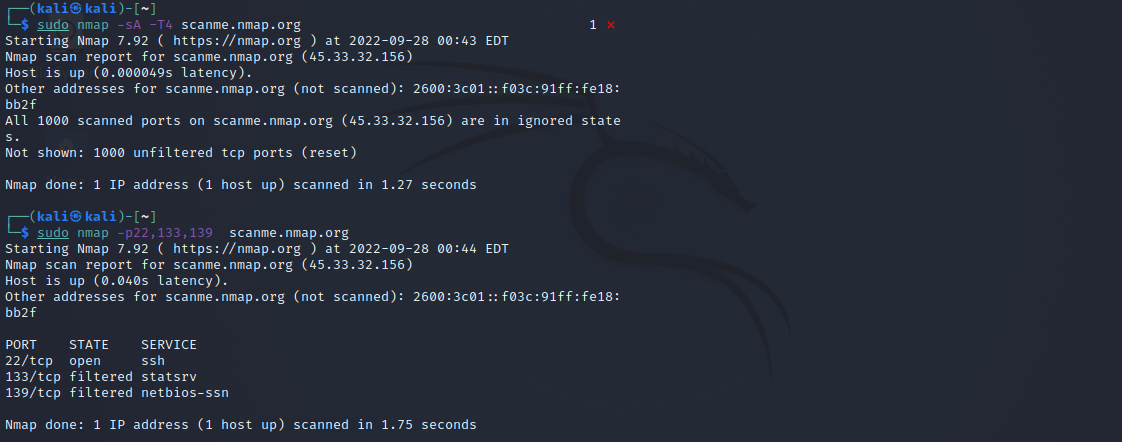 ┌──(kali㉿kali)-[~]
└─$ sudo nmap -sA -T4 scanme.nmap.org 1 ⨯
Starting Nmap 7.92 ( https://nmap.org ) at 2022-09-28 00:43 EDT
Nmap scan report for scanme.nmap.org (45.33.32.156)
Host is up (0.000049s latency).
Other addresses for scanme.nmap.org (not scanned): 2600:3c01::f03c:91ff:fe18:
bb2f
All 1000 scanned ports on scanme.nmap.org (45.33.32.156) are in ignored state
s.
Not shown: 1000 unfiltered tcp ports (reset)
Nmap done: 1 IP address (1 host up) scanned in 1.27 seconds
┌──(kali㉿kali)-[~]
└─$ sudo nmap -p22,133,139  scanme.nmap.org
Starting Nmap 7.92 ( https://nmap.org ) at 2022-09-28 00:44 EDT
Nmap scan report for scanme.nmap.org (45.33.32.156)
Host is up (0.040s latency).
Other addresses for scanme.nmap.org (not scanned): 2600:3c01::f03c:91ff:fe18:
bb2f
PORT    STATE    SERVICE
22/tcp  open     ssh
133/tcp filtered statsrv
139/tcp filtered netbios-ssn
Nmap done: 1 IP address (1 host up) scanned in 1.75 seconds